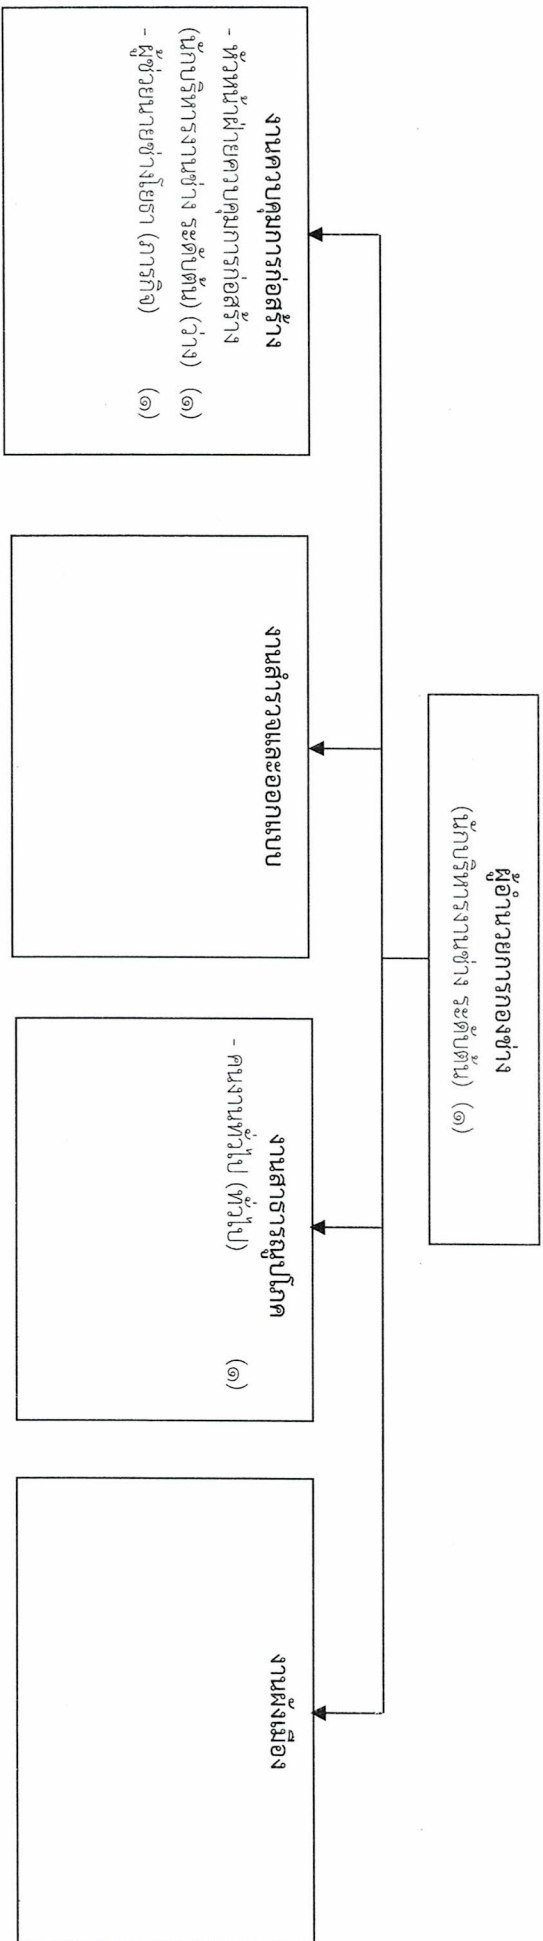 ผู้อำนวยการกองช่าง
(นักบริหารงานช่าง ระดับต้น) (๑)
งานควบคุมการก่อสร้าง
- หัวหน้าฝ่ายควบคุมการก่อสร้าง
(นักบริหารงานช่าง ระดับต้น) (ว่าง) (๑)
- ผู้ช่วยนายช่างโยธา (ภารกิจ) (๑)
งานสำรวจและออกแบบ
งานสาธารณูปโภค
- คนงานทั่วไป (ทั่วไป) (๑)
งานผังเมือง